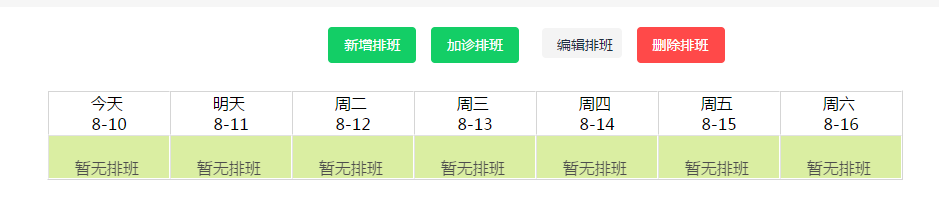 新增排班 加诊排班 编辑排班 删除排班
今天 明天 周二 周三 周四 周五 周六
8-10 8-11 8-12 8-13 8-14 8-15 8-16
暂无排班 暂无排班 暂无排班 暂无排班 暂无排班 暂无排班 暂无排班